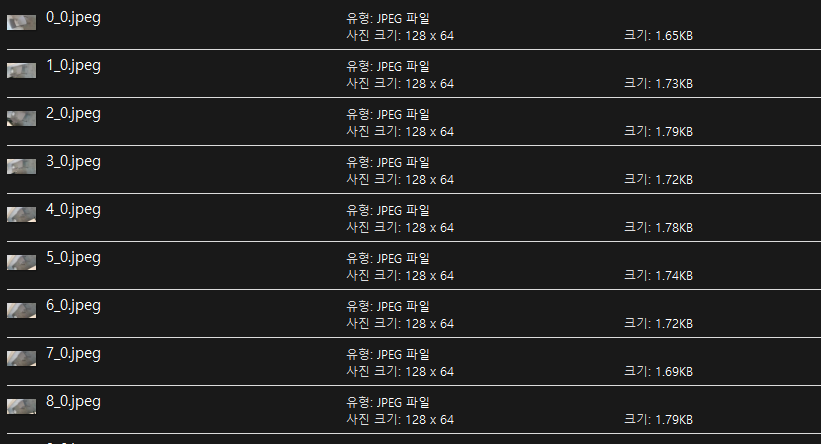 0_0.jpeg
유형: JPEG 파일
사진 크기: 128 x 64
크기: 1.65KB
1_0.jpeg
유형: JPEG 파일
사진 크기: 128 x 64
크기: 1.73KB
2_0.jpeg
유형: JPEG 파일
사진 크기: 128 x 64
크기: 1.79KB
3_0.jpeg
유형: JPEG 파일
사진 크기: 128 x 64
크기: 1.72KB
4_0.jpeg
유형: JPEG 파일
사진 크기: 128 x 64
크기: 1.78KB
5_0.jpeg
유형: JPEG 파일
사진 크기: 128 x 64
크기: 1.74KB
6_0.jpeg
유형: JPEG 파일
사진 크기: 128 x 64
크기: 1.72KB
7_0.jpeg
유형: JPEG 파일
사진 크기: 128 x 64
크기: 1.69KB
8_0.jpeg
유형: JPEG 파일
사진 크기: 128 x 64
크기: 1.79KB